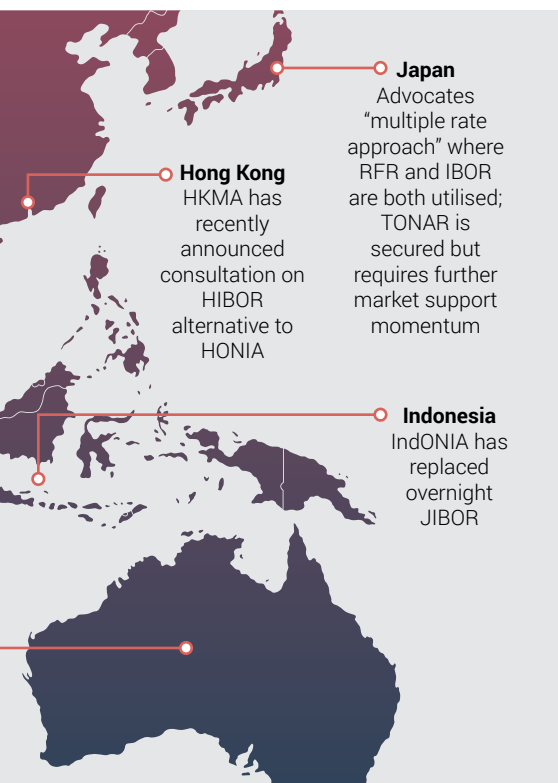 Japan
Advocates
“multiple rate
approach” where
RFR and IBOR
are both utilised;
TONAR is
secured but
requires further
market support
momentum
Hong Kong
HKMA has
recently
announced
consultation on
HIBOR
alternative to
HONIA
Indonesia
IndONIA has
replaced
overnight
JIBOR